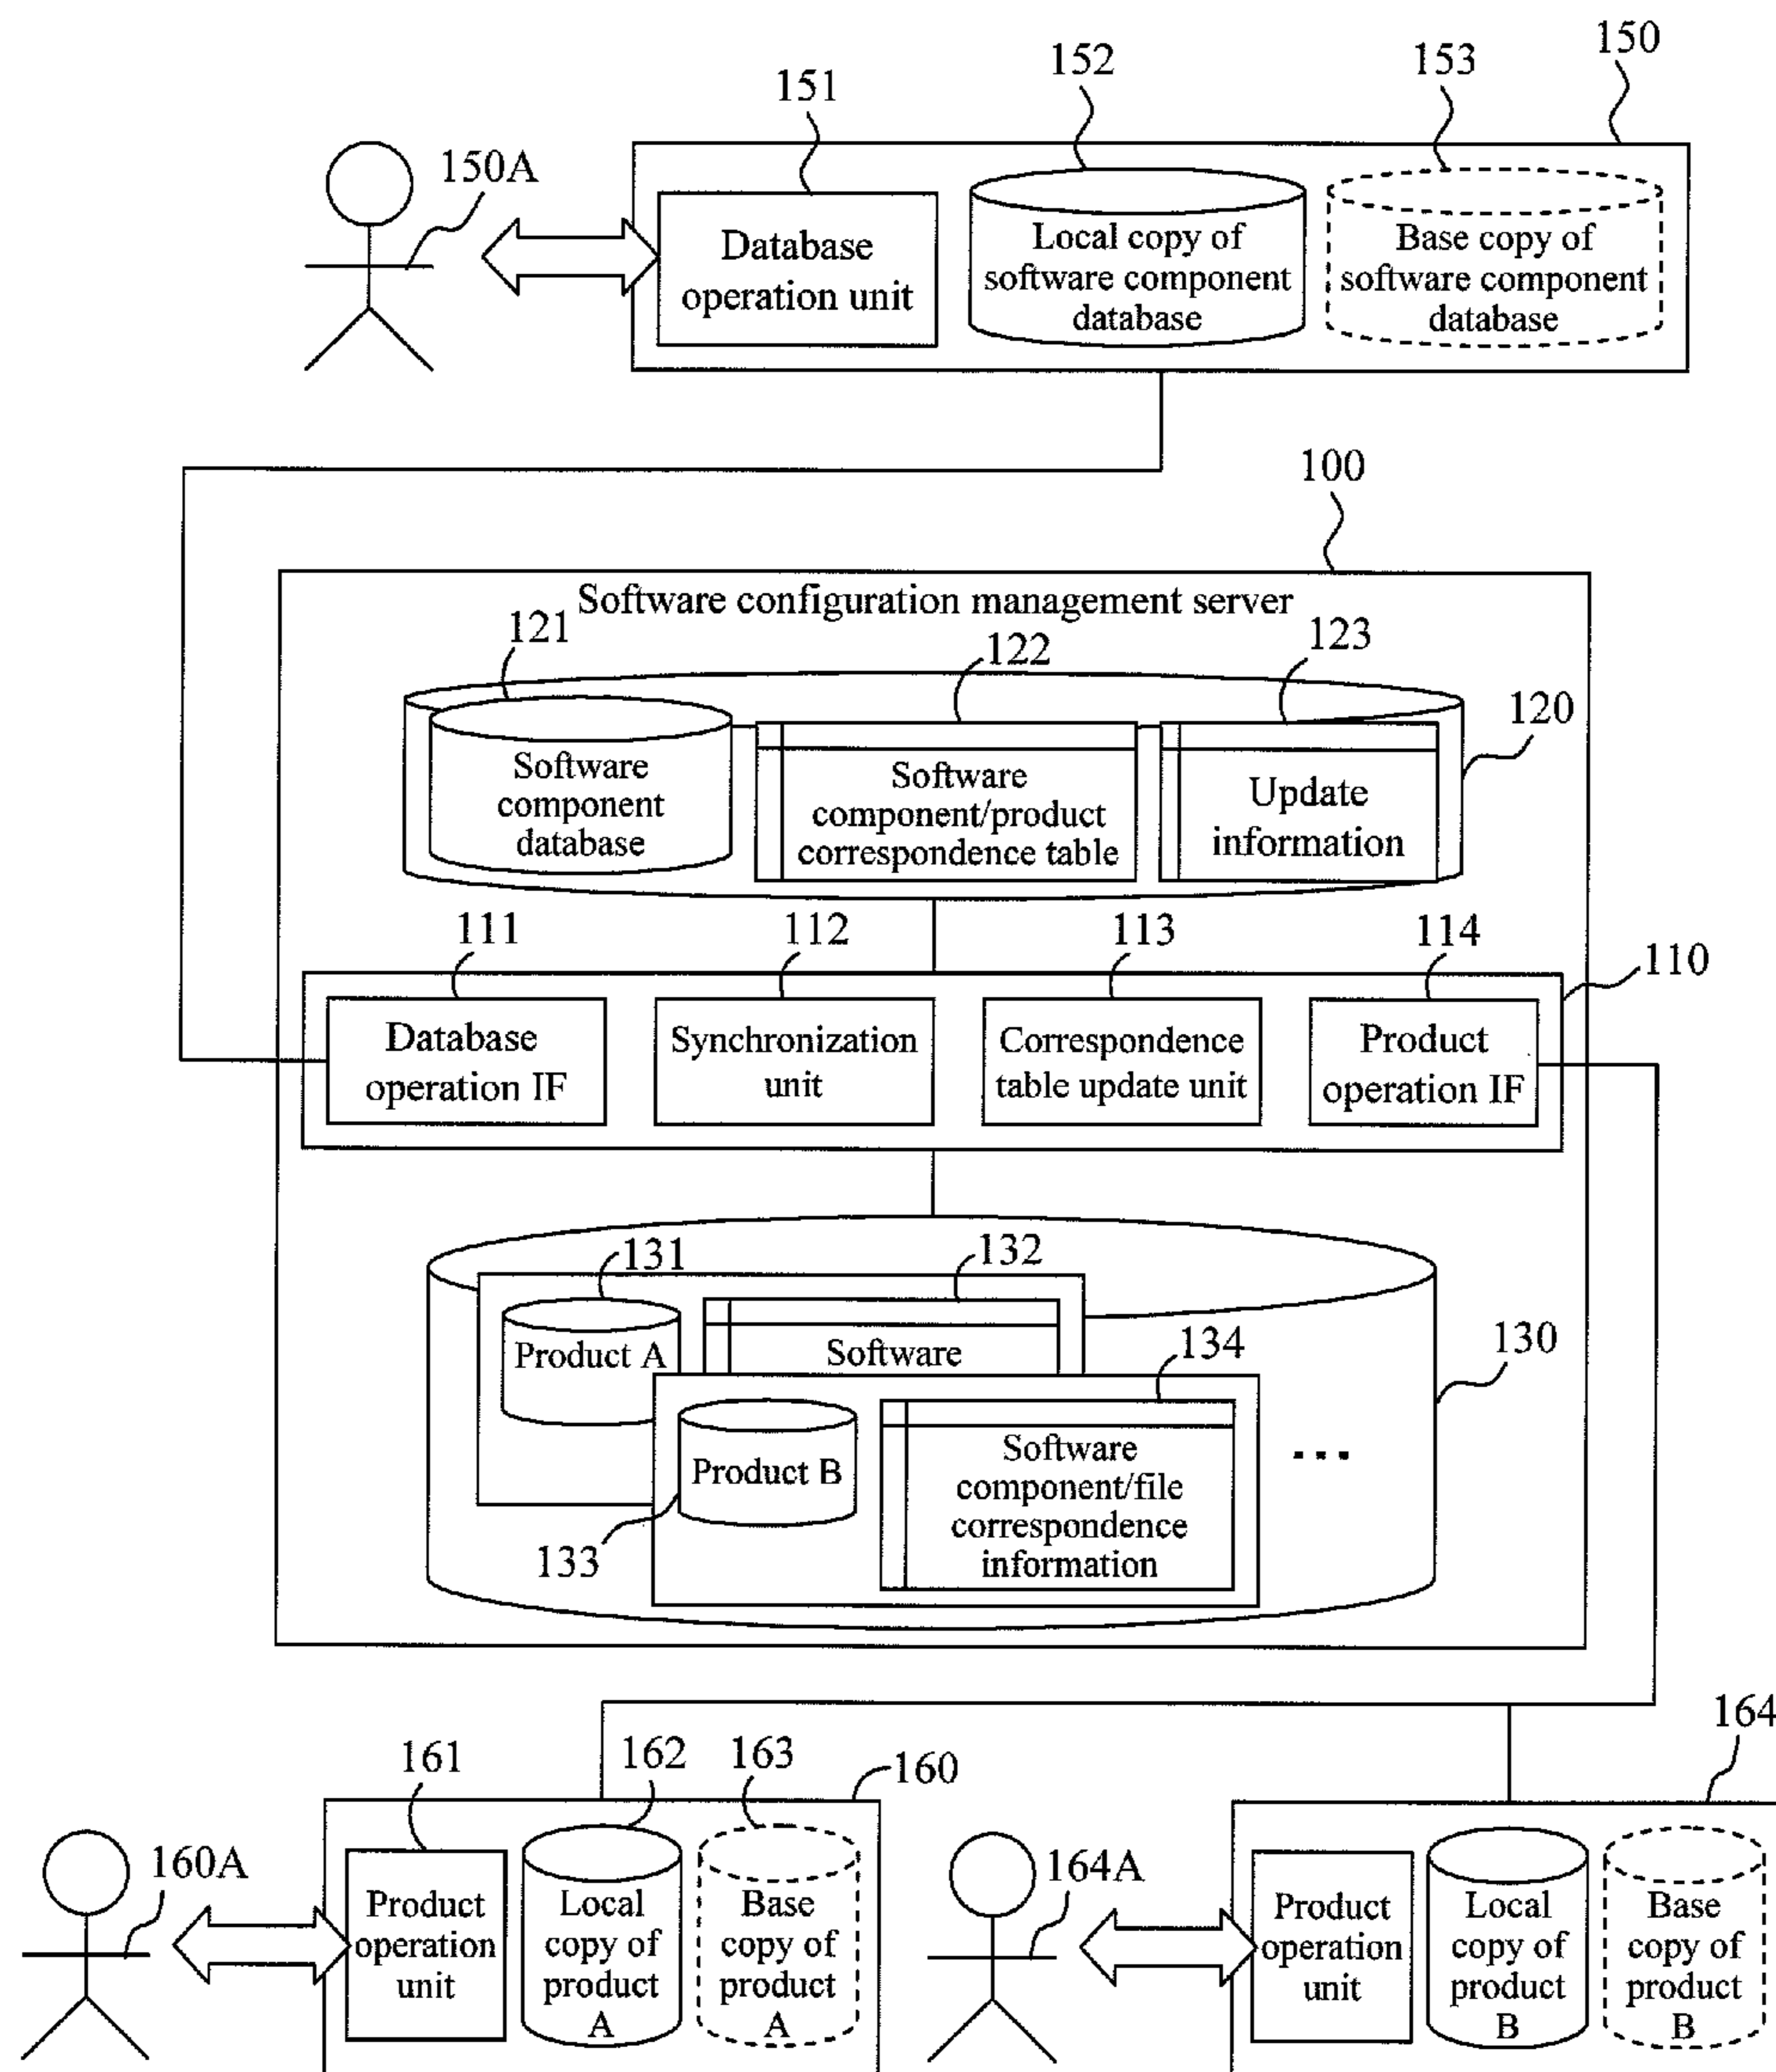 150
152
153
151
150A
Database
operation unit
Local copy of
software component
database
Base copy of
software component
database
100
Software configuration management server
121
122
123
120
Software
component
database
Software
component/product
correspondence table
Update
information
111
112
113
114
110
Database
operation IF
Synchronization
unit
Correspondence
table update unit
Product
operation IF
131
132
134
130
Product A
Software
Product B
Software
component/file
correspondence
information
...
133
164
161
162
163
160
160A
164A
Product
operation
unit
Local
copy of
product
A
Base
copy of
product
A
Product
operation
unit
Local
copy of
product
B
Base
copy of
product
B